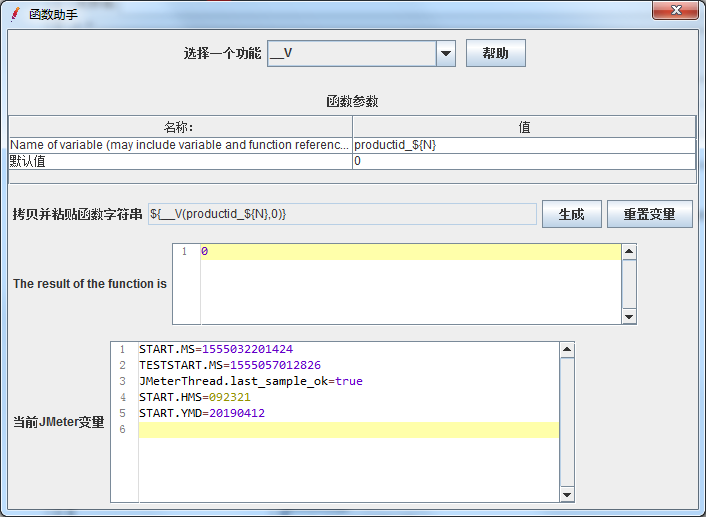 函数助手
选择一个功能 __V 帮助
函数参数
名称: 值
Name of variable (may include variable and function referenc... productid_${N}
默认值 0
拷贝并粘贴函数字符串 ${__V(productid_${N},0)} 生成 重置变量
1 0
The result of the function is
1 START.MS=1555032201424
2 TESTSTART.MS=1555057012826
3 JMeterThread.last_sample_ok=true
4 START.HMS=092321
5 START.YMD=20190412
6
当前JMeter变量